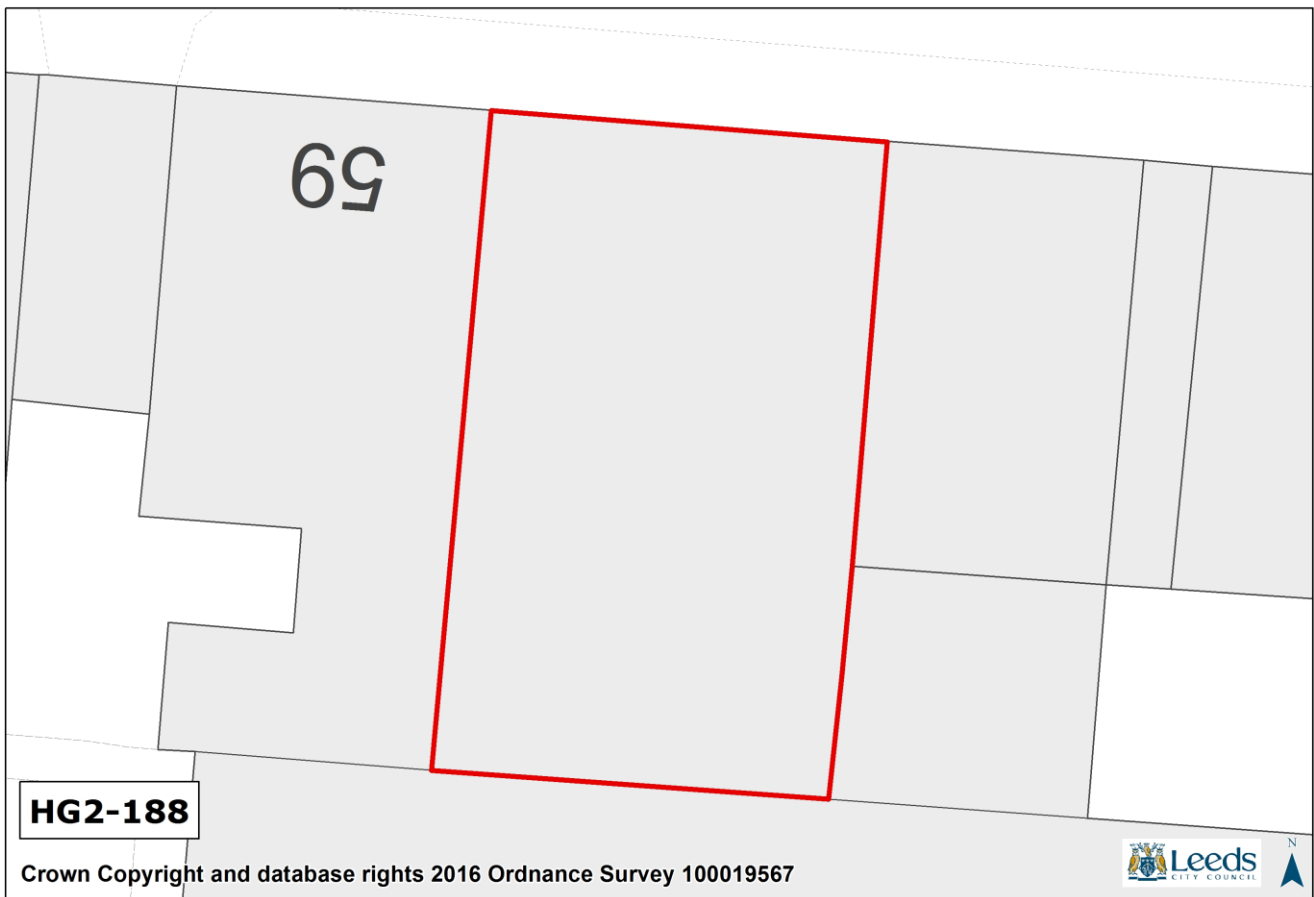 59
HG2-188
Crown Copyright and database rights 2016 Ordnance Survey 100019567
Leeds
CITY COUNCIL
N